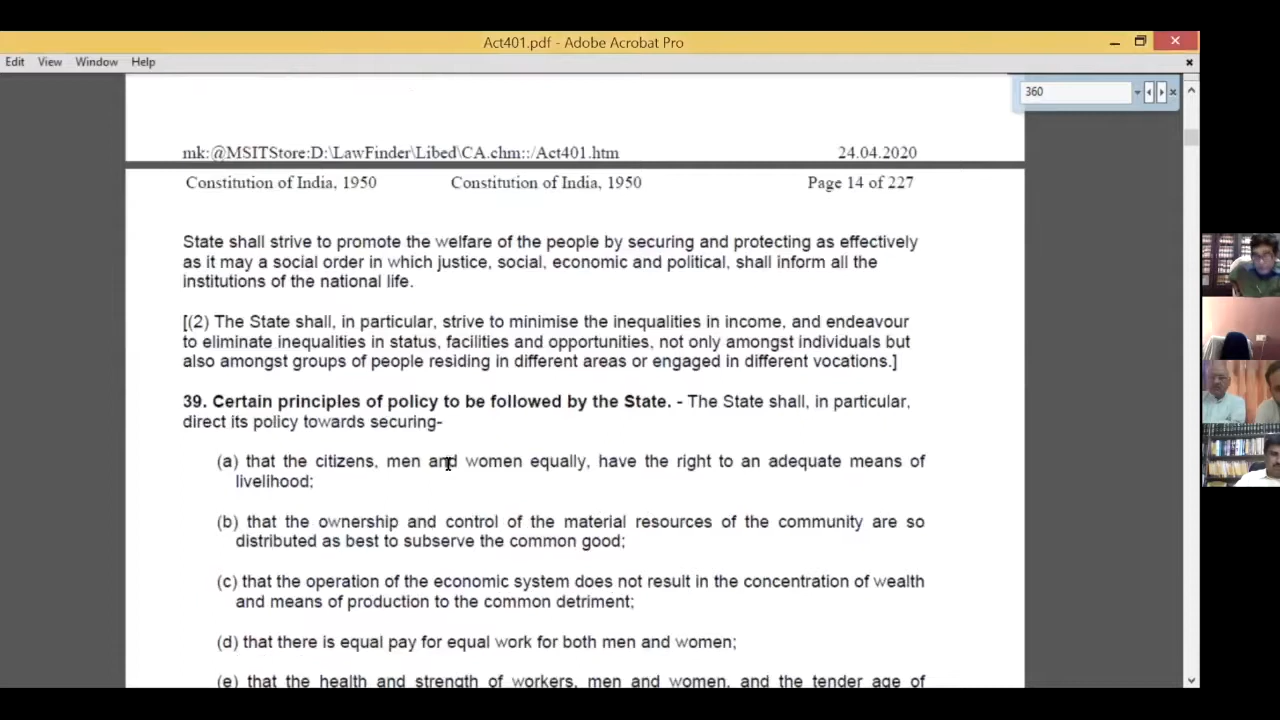 Act401.pdf - Adobe Acrobat Pro
Edit View Window Help
360
mk:@MSITStore:D:\LawFinder\Libed\CA.chm::/Act401.htm 24.04.2020
Constitution of India, 1950 Constitution of India, 1950 Page 14 of 227
State shall strive to promote the welfare of the people by securing and protecting as effectively
as it may a social order in which justice, social, economic and political, shall inform all the
institutions of the national life.
[(2) The State shall, in particular, strive to minimise the inequalities in income, and endeavour
to eliminate inequalities in status, facilities and opportunities, not only amongst individuals but
also amongst groups of people residing in different areas or engaged in different vocations.]
39. Certain principles of policy to be followed by the State. - The State shall, in particular,
direct its policy towards securing-
(a) that the citizens, men and women equally, have the right to an adequate means of
livelihood;
(b) that the ownership and control of the material resources of the community are so
distributed as best to subserve the common good;
(c) that the operation of the economic system does not result in the concentration of wealth
and means of production to the common detriment;
(d) that there is equal pay for equal work for both men and women;
(e) that the health and strength of workers, men and women, and the tender age of